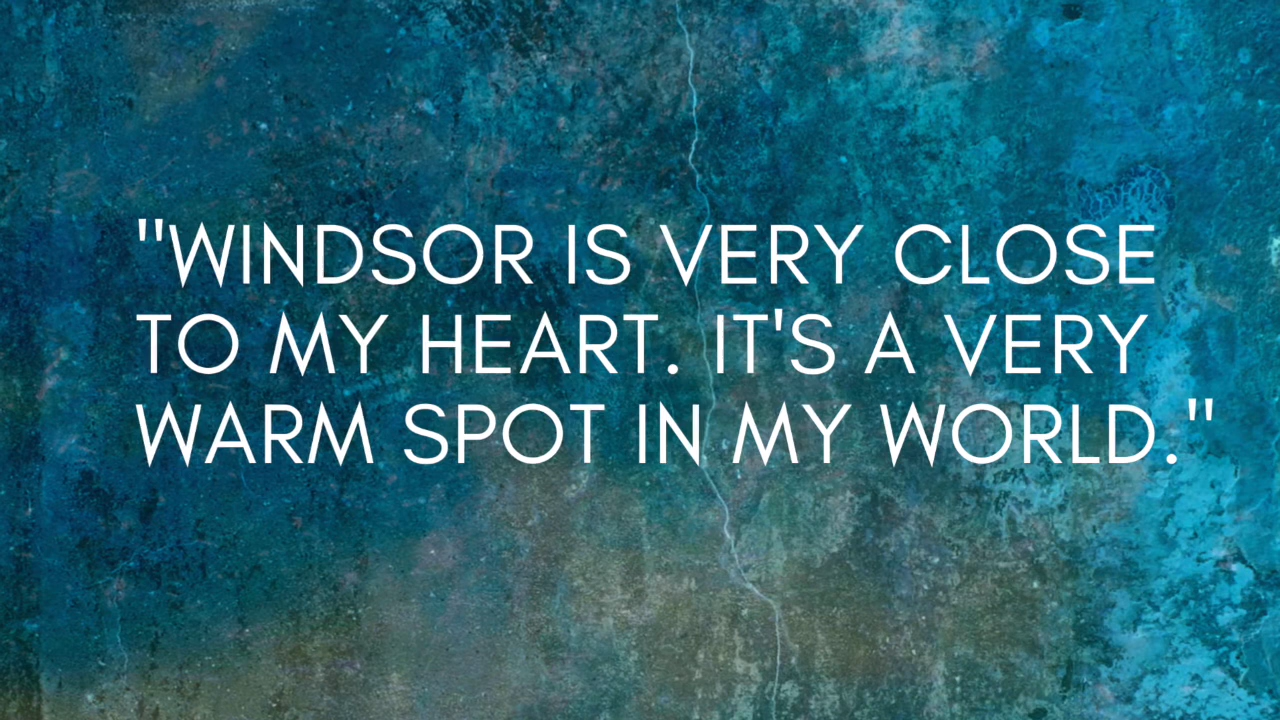 "WINDSOR IS VERY CLOSE
TO MY HEART. IT'S A VERY
WARM SPOT IN MY WORLD."